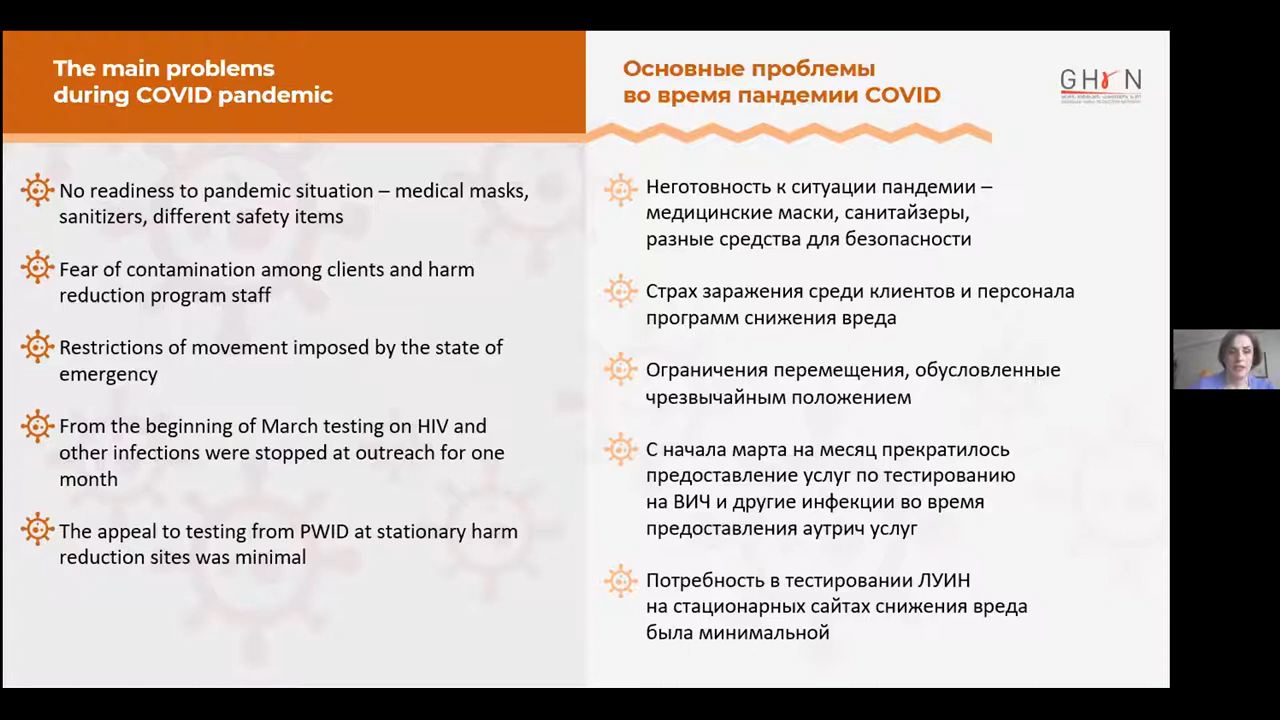 The main problems
during COVID pandemic
No readiness to pandemic situation – medical masks,
sanitizers, different safety items
Fear of contamination among clients and harm
reduction program staff
Restrictions of movement imposed by the state of
emergency
From the beginning of March testing on HIV and
other infections were stopped at outreach for one
month
The appeal to testing from PWID at stationary harm
reduction sites was minimal
Основные проблемы
во время пандемии COVID
GHRN
Неготовность к ситуации пандемии –
медицинские маски, санитайзеры,
разные средства для безопасности
Страх заражения среди клиентов и персонала
программ снижения вреда
Ограничения перемещения, обусловленные
чрезвычайным положением
С начала марта на месяц прекратилось
предоставление услуг по тестированию
на ВИЧ и другие инфекции во время
предоставления аутрич услуг
Потребность в тестировании ЛУИН
на стационарных сайтах снижения вреда
была минимальной